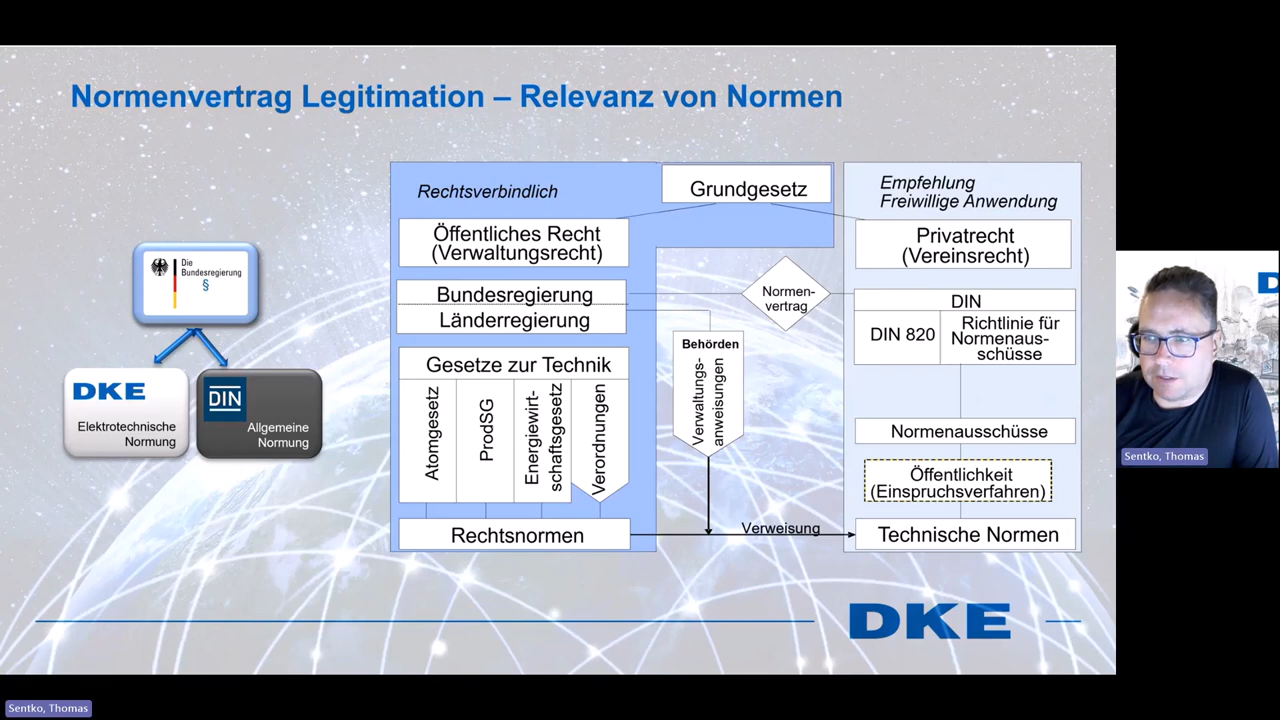 Normenvertrag Legitimation – Relevanz von Normen
Die
Bundesregierung
§
DKE
Elektrotechnische
Normung
DIN
Allgemeine
Normung
Rechtsverbindlich
Grundgesetz
Empfehlung
Freiwillige Anwendung
Öffentliches Recht
(Verwaltungsrecht)
Privatrecht
(Vereinsrecht)
Bundesregierung
Länderregierung
Normen-
vertrag
DIN
DIN 820
Richtlinie für
Normenaus-
schüsse
Gesetze zur Technik
Atomgesetz
ProdSG
Energiewirt-
schaftsgesetz
Verordnungen
Behörden
Verwaltungs-
anweisungen
Normenausschüsse
Öffentlichkeit
(Einspruchsverfahren)
Rechtsnormen
Verweisung
Technische Normen
DKE
Sentko, Thomas
Sentko, Thomas